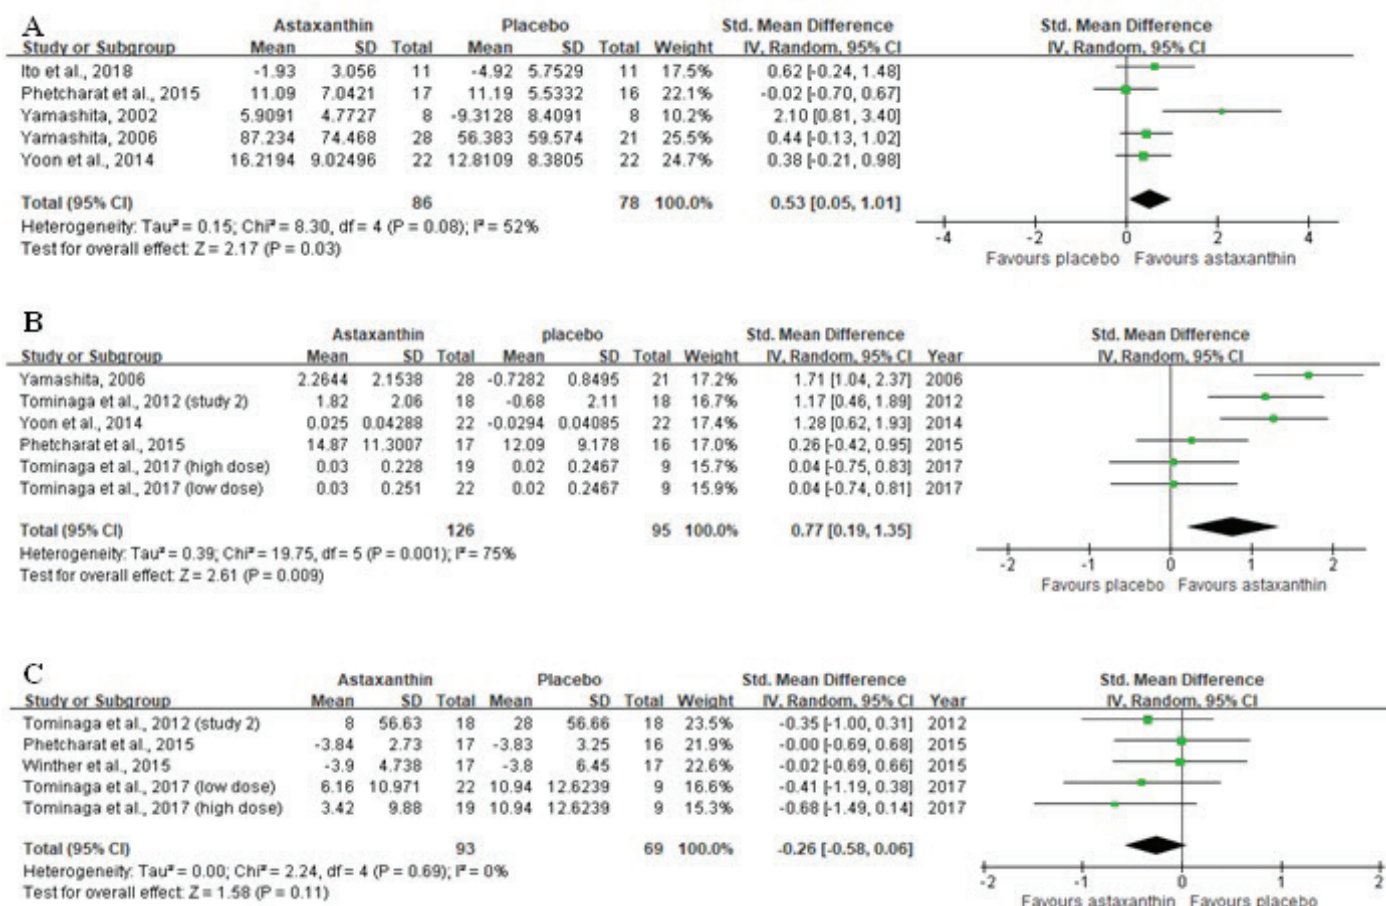 A
Astaxanthin Placebo Std. Mean Difference Std. Mean Difference
Study or Subgroup Mean SD Total Mean SD Total Weight IV, Random, 95% CI IV, Random, 95% CI
Ito et al., 2018 -1.93 3.056 11 -4.92 5.7529 11 17.5% 0.62 [-0.24, 1.48]
Phetcharat et al., 2015 11.09 7.0421 17 11.19 5.5332 16 22.1% -0.02 [-0.70, 0.67]
Yamashita, 2002 5.9091 4.7727 8 -9.3128 8.4091 8 10.2% 2.10 [0.81, 3.40]
Yamashita, 2006 87.234 74.468 28 56.383 59.574 21 25.5% 0.44 [-0.13, 1.02]
Yoon et al., 2014 16.2194 9.02496 22 12.8109 8.3805 22 24.7% 0.38 [-0.21, 0.98]
Total (95% CI) 86 78 100.0% 0.53 [0.05, 1.01]
Heterogeneity: Tau² = 0.15; Chi² = 8.30, df = 4 (P = 0.08); I² = 52%
Test for overall effect: Z = 2.17 (P = 0.03)
-4 -2 0 2 4
Favours placebo Favours astaxanthin
B
Astaxanthin placebo Std. Mean Difference Std. Mean Difference
Study or Subgroup Mean SD Total Mean SD Total Weight IV, Random, 95% CI Year IV, Random, 95% CI
Yamashita, 2006 2.2644 2.1538 28 -0.7282 0.8495 21 17.2% 1.71 [1.04, 2.37] 2006
Tominaga et al., 2012 (study 2) 1.82 2.06 18 -0.68 2.11 18 16.7% 1.17 [0.46, 1.89] 2012
Yoon et al., 2014 0.025 0.04288 22 -0.0294 0.04085 22 17.4% 1.28 [0.62, 1.93] 2014
Phetcharat et al., 2015 14.87 11.3007 17 12.09 9.178 16 17.0% 0.26 [-0.42, 0.95] 2015
Tominaga et al., 2017 (high dose) 0.03 0.228 19 0.02 0.2467 9 15.7% 0.04 [-0.75, 0.83] 2017
Tominaga et al., 2017 (low dose) 0.03 0.251 22 0.02 0.2467 9 15.9% 0.04 [-0.74, 0.81] 2017
Total (95% CI) 126 95 100.0% 0.77 [0.19, 1.35]
Heterogeneity: Tau² = 0.39; Chi² = 19.75, df = 5 (P = 0.001); I² = 75%
Test for overall effect: Z = 2.61 (P = 0.009)
-2 -1 0 1 2
Favours placebo Favours astaxanthin
C
Astaxanthin Placebo Std. Mean Difference Std. Mean Difference
Study or Subgroup Mean SD Total Mean SD Total Weight IV, Random, 95% CI Year IV, Random, 95% CI
Tominaga et al., 2012 (study 2) 8 56.63 18 28 56.66 18 23.5% -0.35 [-1.00, 0.31] 2012
Phetcharat et al., 2015 -3.84 2.73 17 -3.83 3.25 16 21.9% -0.00 [-0.69, 0.68] 2015
Winther et al., 2015 -3.9 4.738 17 -3.8 6.45 17 22.6% -0.02 [-0.69, 0.66] 2015
Tominaga et al., 2017 (low dose) 6.16 10.971 22 10.94 12.6239 9 16.6% -0.41 [-1.19, 0.38] 2017
Tominaga et al., 2017 (high dose) 3.42 9.88 19 10.94 12.6239 9 15.3% -0.68 [-1.49, 0.14] 2017
Total (95% CI) 93 69 100.0% -0.26 [-0.58, 0.06]
Heterogeneity: Tau² = 0.00; Chi² = 2.24, df = 4 (P = 0.69); I² = 0%
Test for overall effect: Z = 1.58 (P = 0.11)
-2 -1 0 1 2
Favours astaxanthin Favours placebo